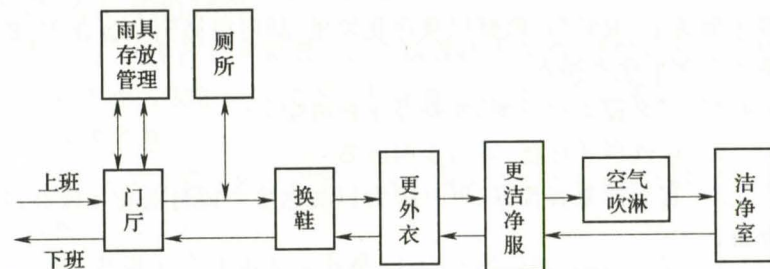 雨具
存放
管理
厕
所
上班
下班
门
厅
换
鞋
更
外
衣
更
洁
净
服
空气
吹淋
洁
净
室